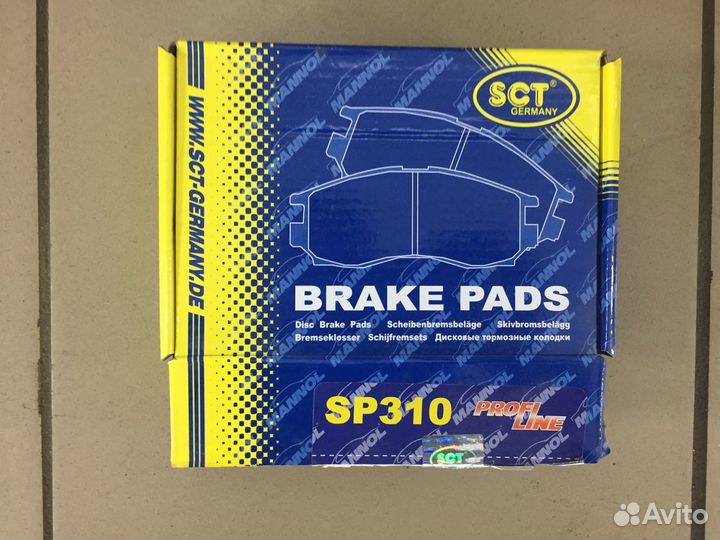 WWW.SCT-GERMANY.DE
MANNOL
SCT®
GERMANY
BRAKE PADS
Disc Brake Pads Scheibenbremsbeläge Skivbromsbelägg
Bremseklosser Schijfremsets Дисковые тормозные колодки
SP310
PROFI
LINE
SCT
Avito